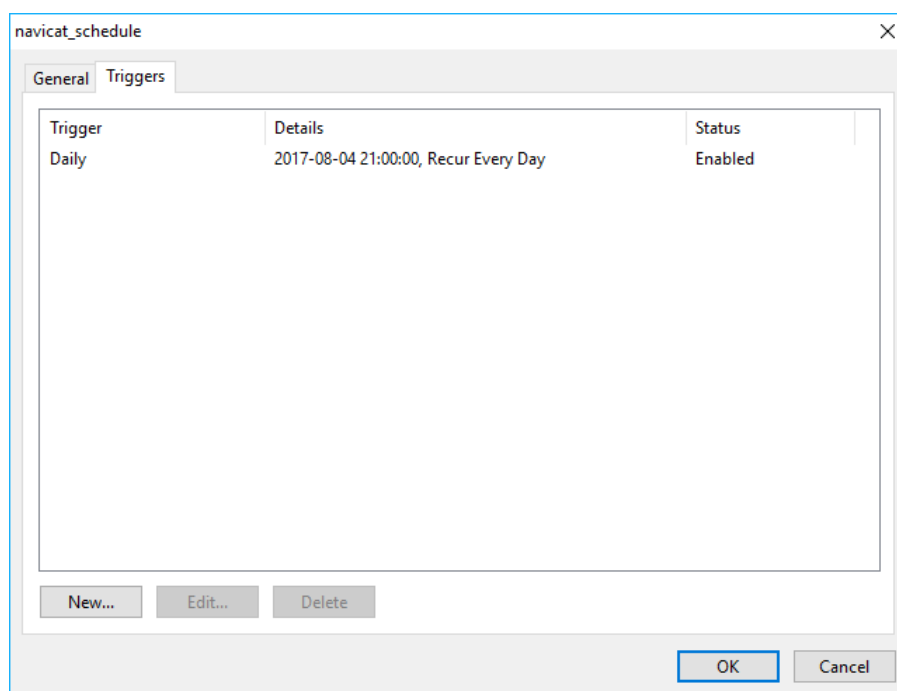 navicat_schedule
General Triggers
Trigger Details Status
Daily 2017-08-04 21:00:00, Recur Every Day Enabled
New... Edit... Delete
OK Cancel